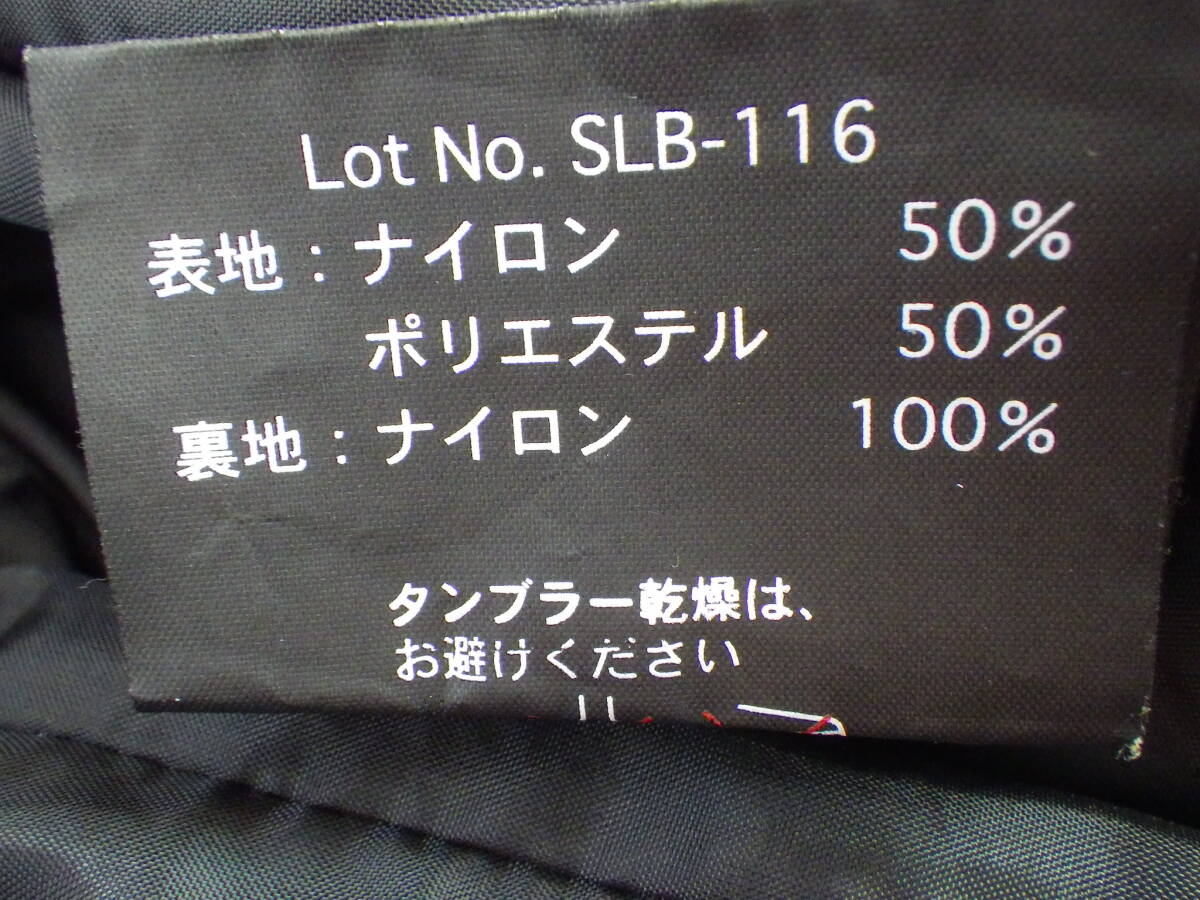 Lot No. SLB-116
表地：ナイロン 50%
ポリエステル 50%
裏地：ナイロン 100%
タンブラー乾燥は、
お避けください